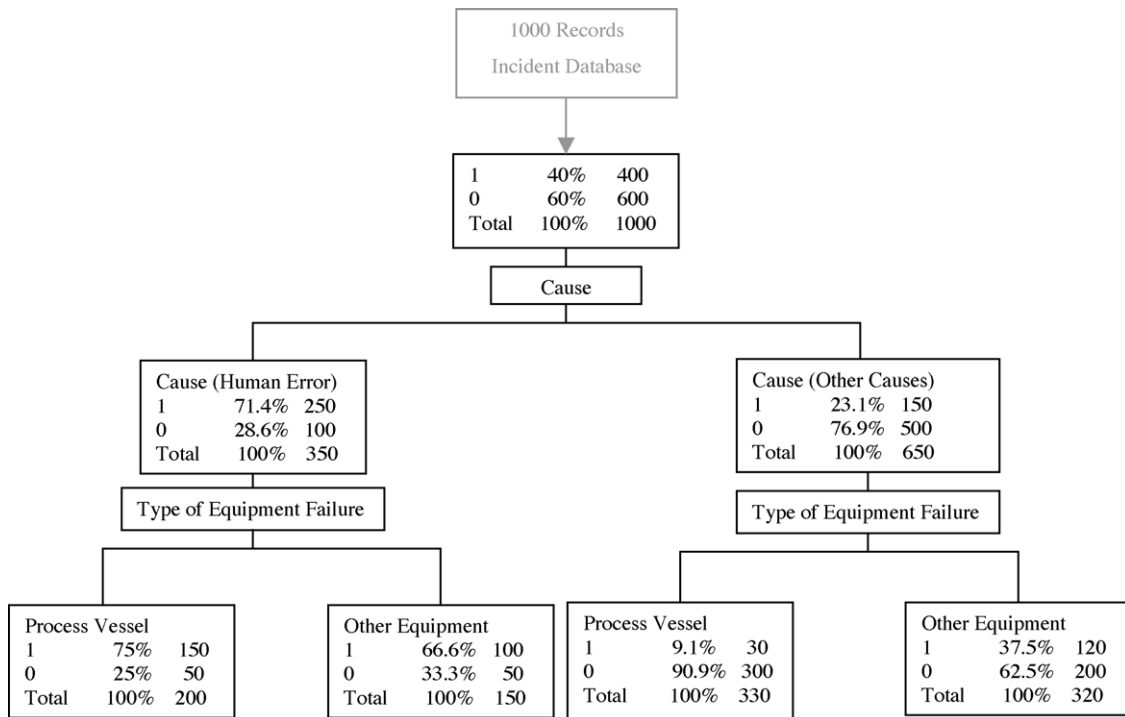 1000 Records
Incident Database
1 40% 400
0 60% 600
Total 100% 1000
Cause
Cause (Human Error)
1 71.4% 250
0 28.6% 100
Total 100% 350
Cause (Other Causes)
1 23.1% 150
0 76.9% 500
Total 100% 650
Type of Equipment Failure
Type of Equipment Failure
Process Vessel
1 75% 150
0 25% 50
Total 100% 200
Other Equipment
1 66.6% 100
0 33.3% 50
Total 100% 150
Process Vessel
1 9.1% 30
0 90.9% 300
Total 100% 330
Other Equipment
1 37.5% 120
0 62.5% 200
Total 100% 320